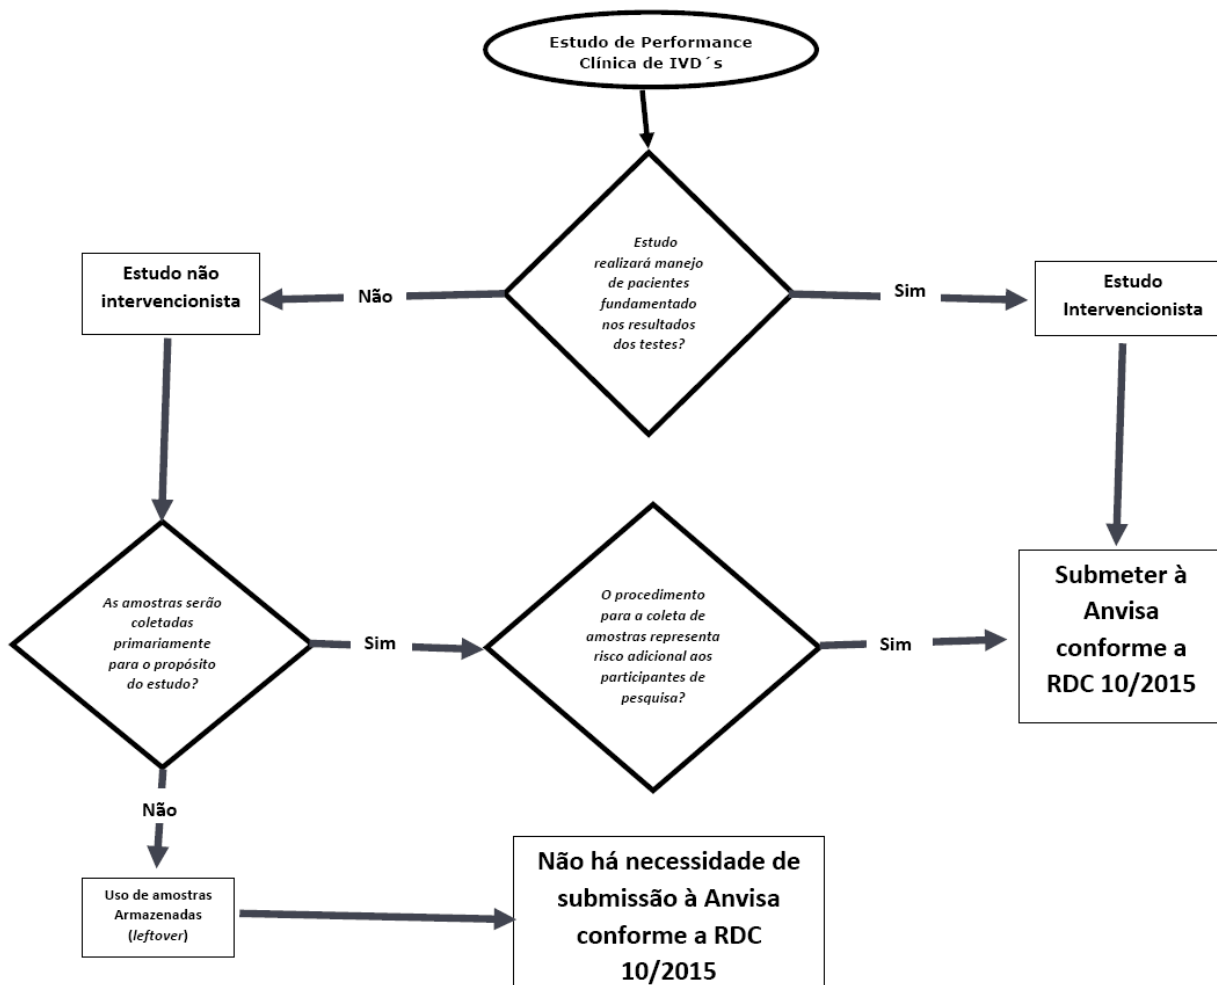 Estudo de Performance
Clínica de IVD´s
Estudo
realizará manejo
de pacientes
fundamentado
nos resultados
dos testes?
Não
Sim
Estudo não
intervencionista
Estudo
Intervencionista
As amostras serão
coletadas
primariamente
para o propósito
do estudo?
Sim
O procedimento
para a coleta de
amostras representa
risco adicional aos
participantes de
pesquisa?
Sim
Submeter à
Anvisa
conforme a
RDC 10/2015
Não
Uso de amostras
Armazenadas
(leftover)
Não há necessidade de
submissão à Anvisa
conforme a RDC
10/2015